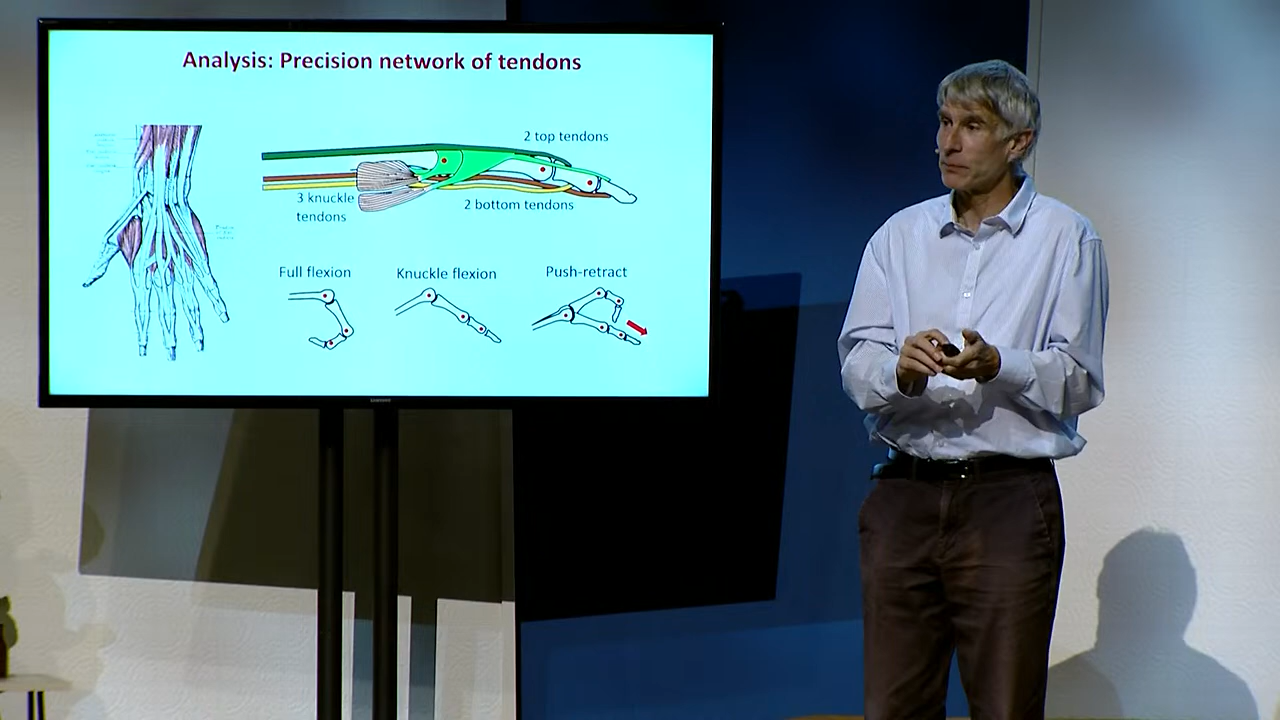 Analysis: Precision network of tendons
2 top tendons
3 knuckle
tendons
2 bottom tendons
Full flexion
Knuckle flexion
Push-retract
SAMSUNG